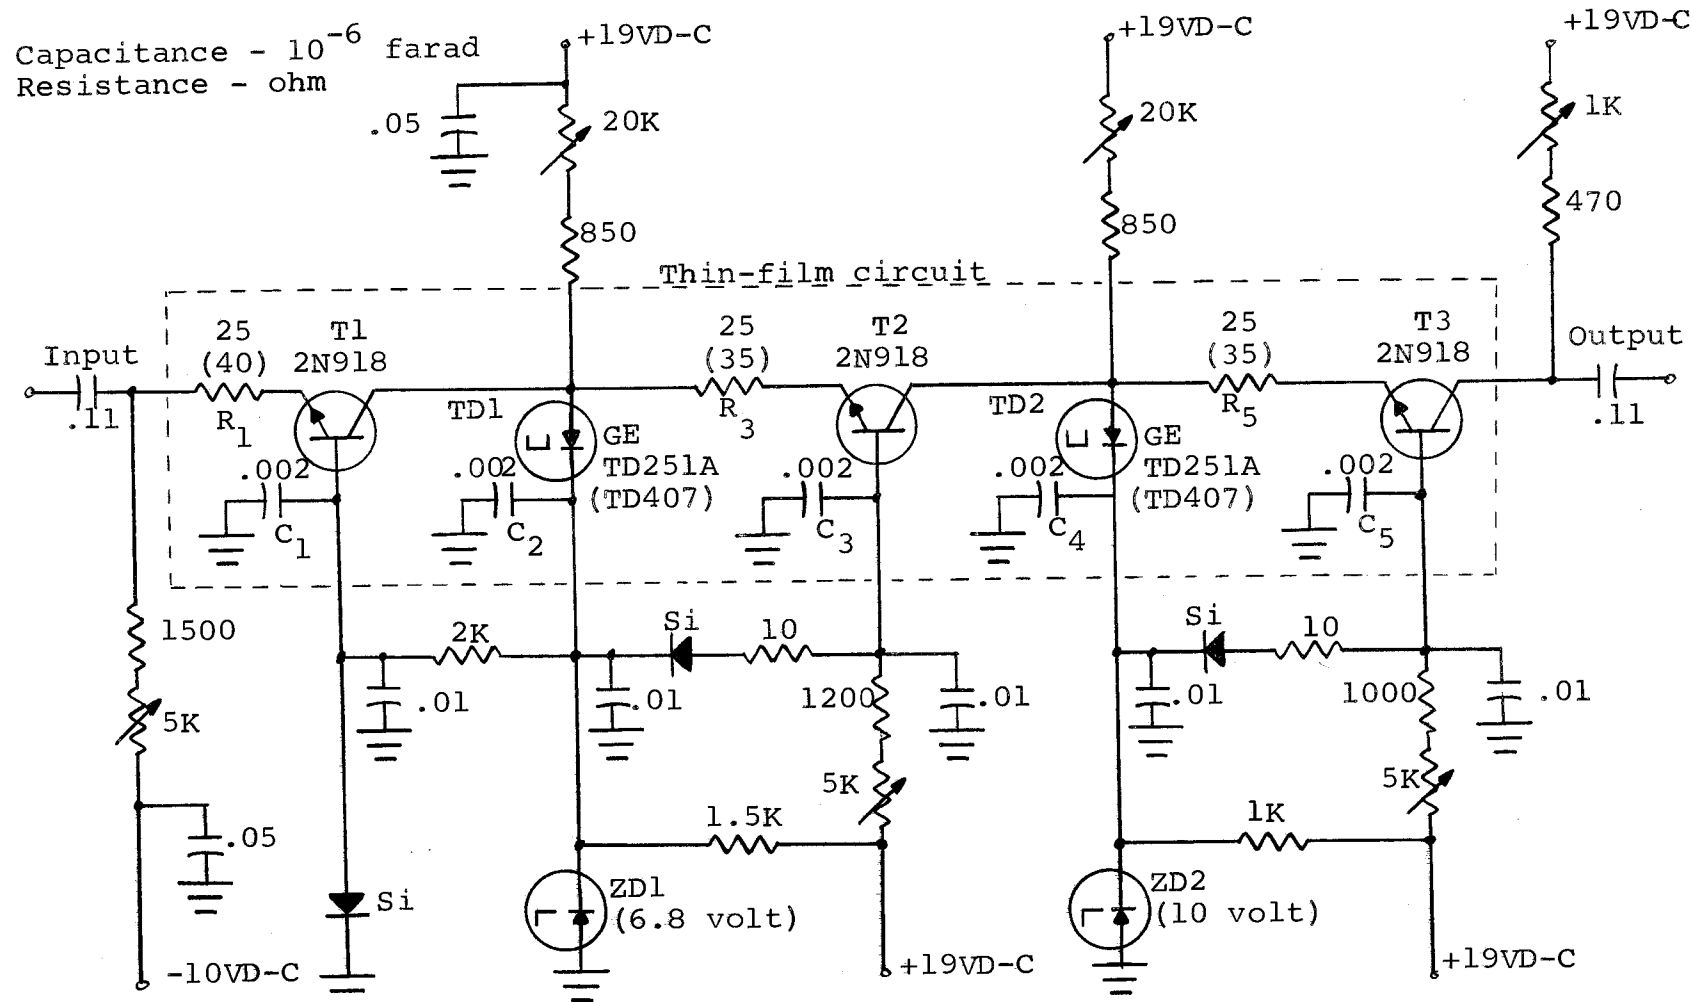 Capacitance - 10-6 farad
Resistance - ohm
+19VD-C
+19VD-C
+19VD-C
.05
20K
20K
1K
850
850
470
Thin-film circuit
Input
.11
25
(40)
R1
T1
2N918
TD1
GE
TD251A
(TD407)
25
(35)
R3
T2
2N918
TD2
GE
TD251A
(TD407)
25
(35)
R5
T3
2N918
Output
.11
.002
C1
.002
C2
.002
C3
.002
C4
.002
C5
1500
5K
2K
.01
Si
10
.01
1200
.01
5K
Si
10
.01
1000
.01
5K
.05
Si
1.5K
1K
ZD1
(6.8 volt)
ZD2
(10 volt)
-10VD-C
+19VD-C
+19VD-C